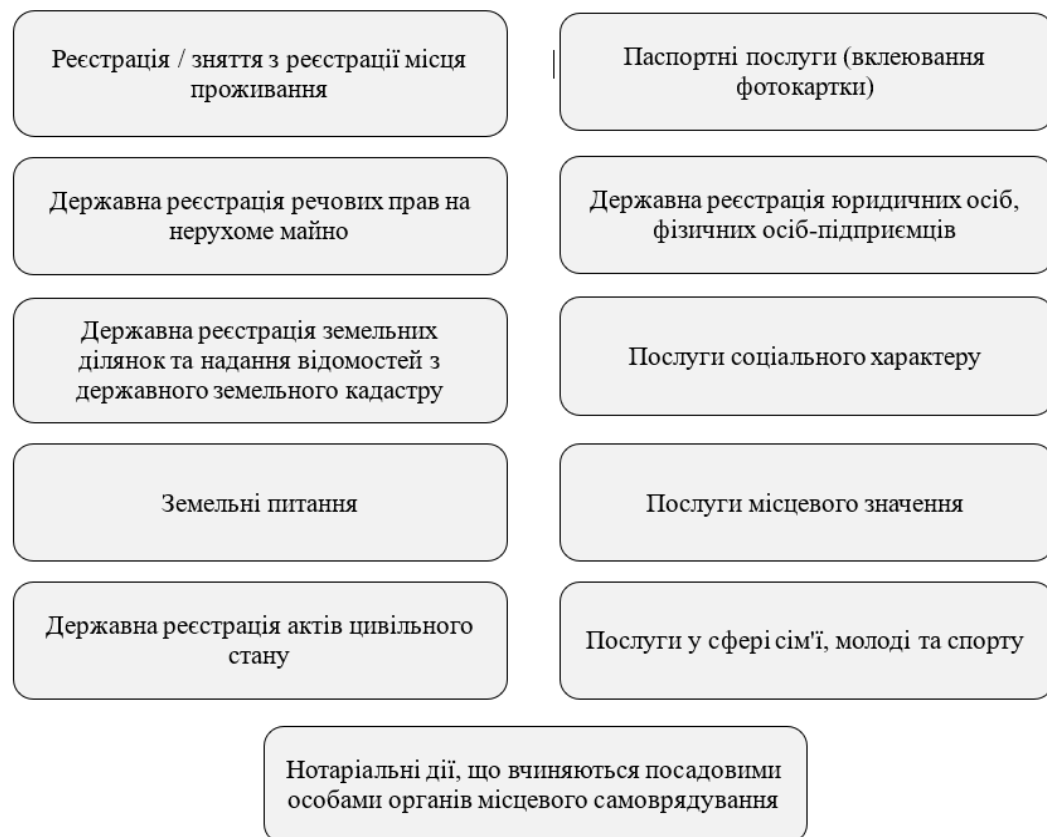 Реєстрація / зняття з реєстрації місця
проживання
Паспортні послуги (вклеювання
фотокартки)
Державна реєстрація речових прав на
нерухоме майно
Державна реєстрація юридичних осіб,
фізичних осіб-підприємців
Державна реєстрація земельних
ділянок та надання відомостей з
державного земельного кадастру
Послуги соціального характеру
Земельні питання
Послуги місцевого значення
Державна реєстрація актів цивільного
стану
Послуги у сфері сім'ї, молоді та спорту
Нотаріальні дії, що вчиняються посадовими
особами органів місцевого самоврядування